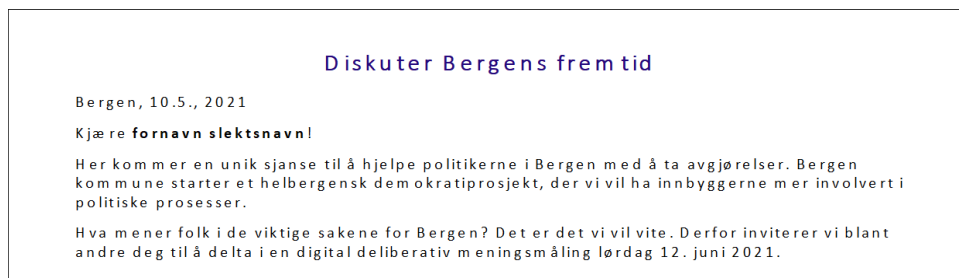 Diskuter Bergens fremtid
Bergen, 10.5., 2021
Kjære fornavn slektsnavn!
Her kommer en unik sjanse til å hjelpe politikerne i Bergen med å ta avgjørelser. Bergen
kommune starter et helbergensk demokratiprosjekt, der vi vil ha innbyggerne mer involvert i
politiske prosesser.
Hva mener folk i de viktige sakene for Bergen? Det er det vi vil vite. Derfor inviterer vi blant
andre deg til å delta i en digital deliberativ meningsmåling lørdag 12. juni 2021.